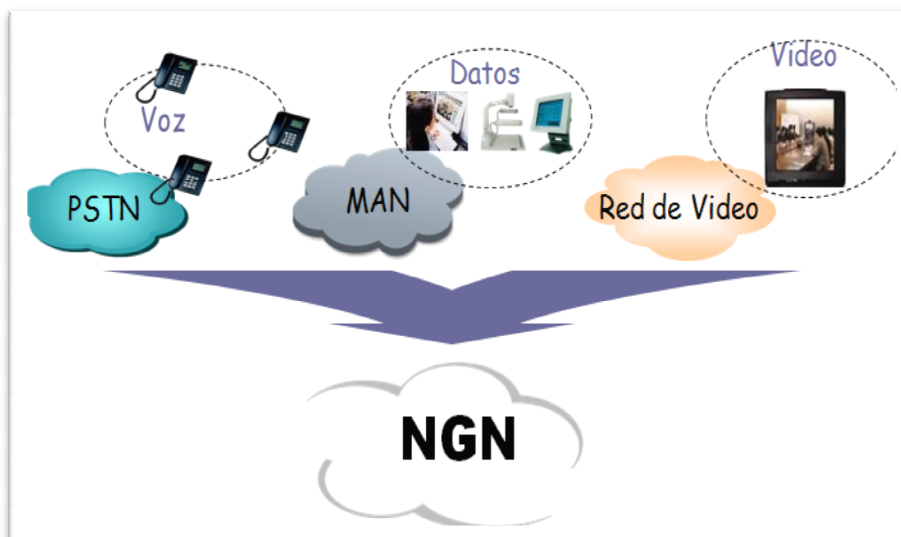 Voz
Datos
Video
PSTN
MAN
Red de Video
NGN